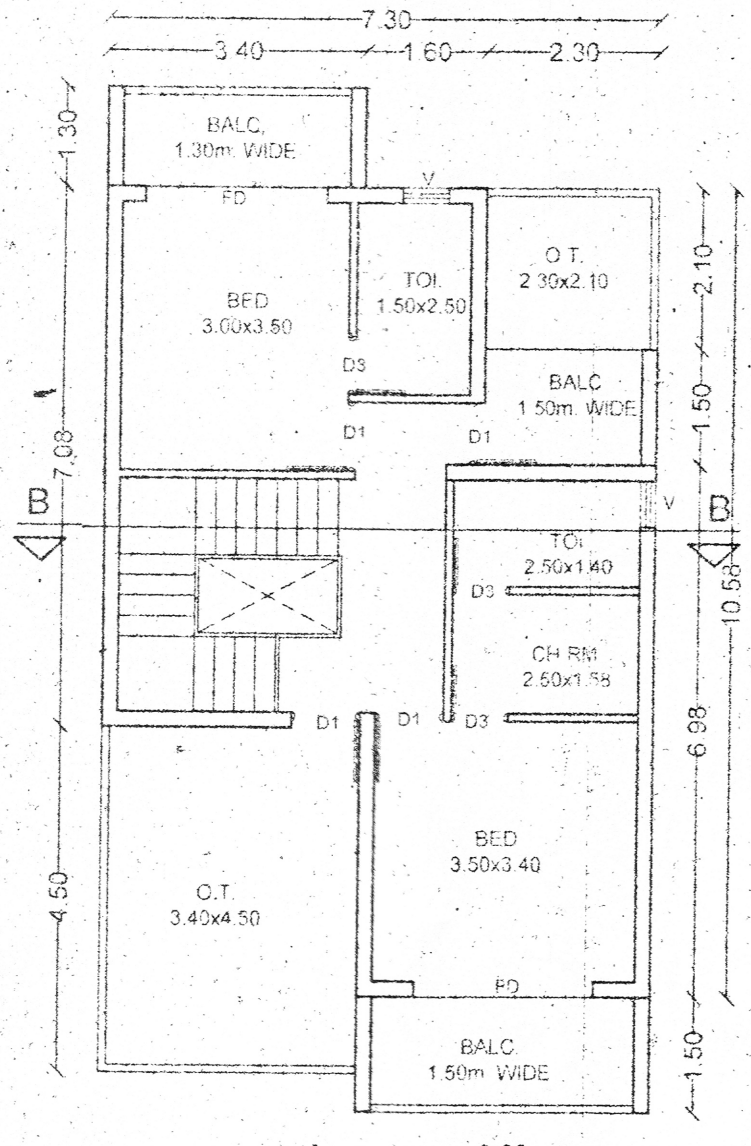 7.30
3.40
1.60
2.30
1.30
BALC,
1.30m. WIDE
V
FD
O.T.
2.30x2.10
2.10
TOI.
1.50x2.50
BED
3.00x3.50
D3
BALC
1.50m. WIDE
1.50
D1
D1
7.08
B
V
B
TOI
2.50x1.40
D3
10.58
CH.RM
2.50x1.58
D1
D1
D3
6.98
BED
3.50x3.40
O.T.
3.40x4.50
4.50
FD
BALC.
1.50m WIDE
1.50